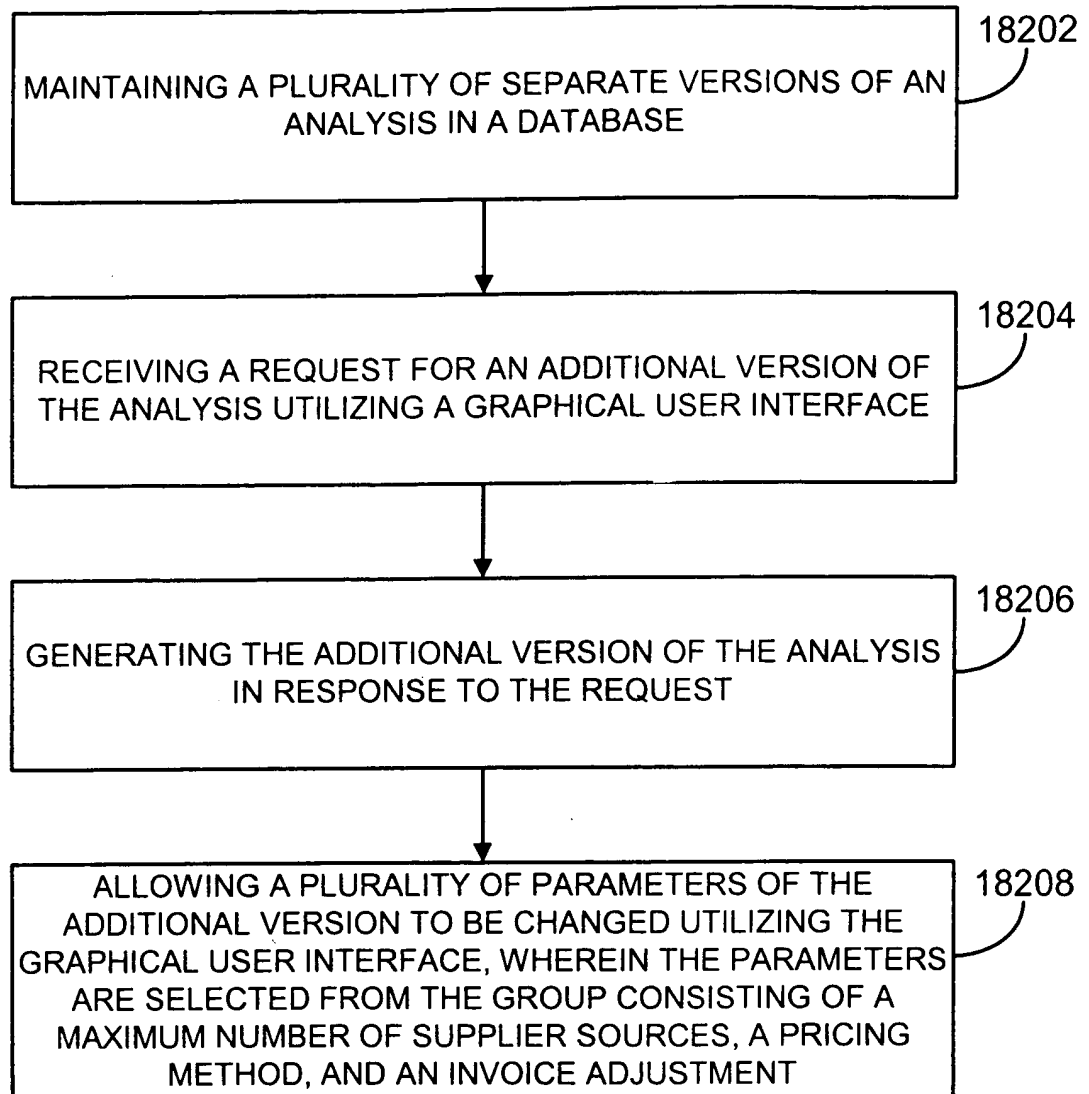 18202
MAINTAINING A PLURALITY OF SEPARATE VERSIONS OF AN
ANALYSIS IN A DATABASE
18204
RECEIVING A REQUEST FOR AN ADDITIONAL VERSION OF
THE ANALYSIS UTILIZING A GRAPHICAL USER INTERFACE
18206
GENERATING THE ADDITIONAL VERSION OF THE ANALYSIS
IN RESPONSE TO THE REQUEST
18208
ALLOWING A PLURALITY OF PARAMETERS OF THE
ADDITIONAL VERSION TO BE CHANGED UTILIZING THE
GRAPHICAL USER INTERFACE, WHEREIN THE PARAMETERS
ARE SELECTED FROM THE GROUP CONSISTING OF A
MAXIMUM NUMBER OF SUPPLIER SOURCES, A PRICING
METHOD, AND AN INVOICE ADJUSTMENT